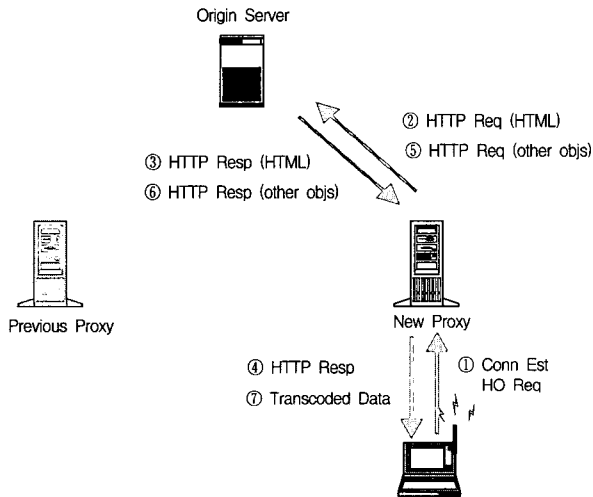 Origin Server
② HTTP Req (HTML)
⑤ HTTP Req (other objs)
③ HTTP Resp (HTML)
⑥ HTTP Resp (other objs)
Previous Proxy
New Proxy
④ HTTP Resp
⑦ Transcoded Data
① Conn Est
HO Req